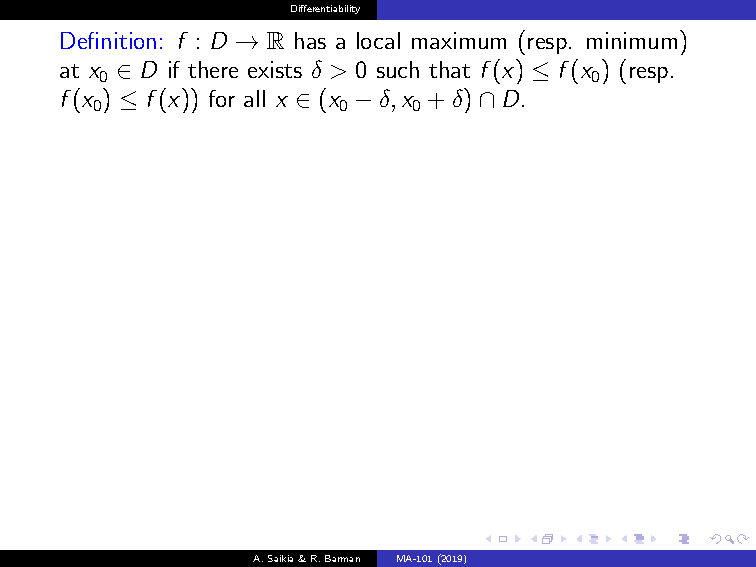 Differentiability
Definition: f : D → ℝ has a local maximum (resp. minimum)
at x₀ ∈ D if there exists δ > 0 such that f(x) ≤ f(x₀) (resp.
f(x₀) ≤ f(x)) for all x ∈ (x₀ − δ, x₀ + δ) ∩ D.
A. Saikia & R. Barman MA-101 (2019)